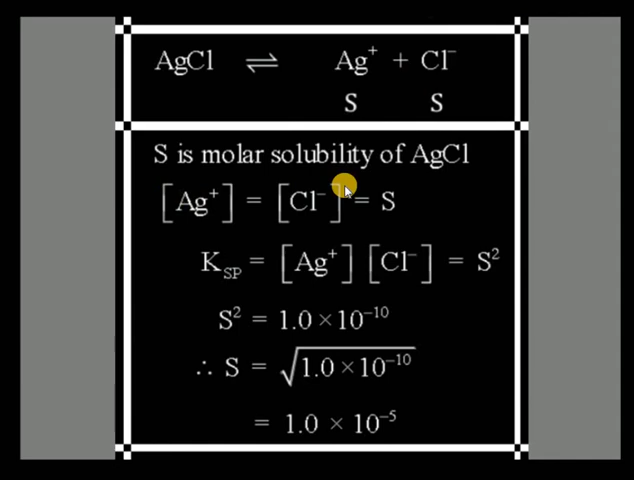 AgCl ⇌ Ag⁺ + Cl⁻
S S
S is molar solubility of AgCl
[Ag⁺] = [Cl⁻] = S
K_SP = [Ag⁺] [Cl⁻] = S²
S² = 1.0 × 10⁻¹⁰
∴ S = √(1.0 × 10⁻¹⁰)
= 1.0 × 10⁻⁵